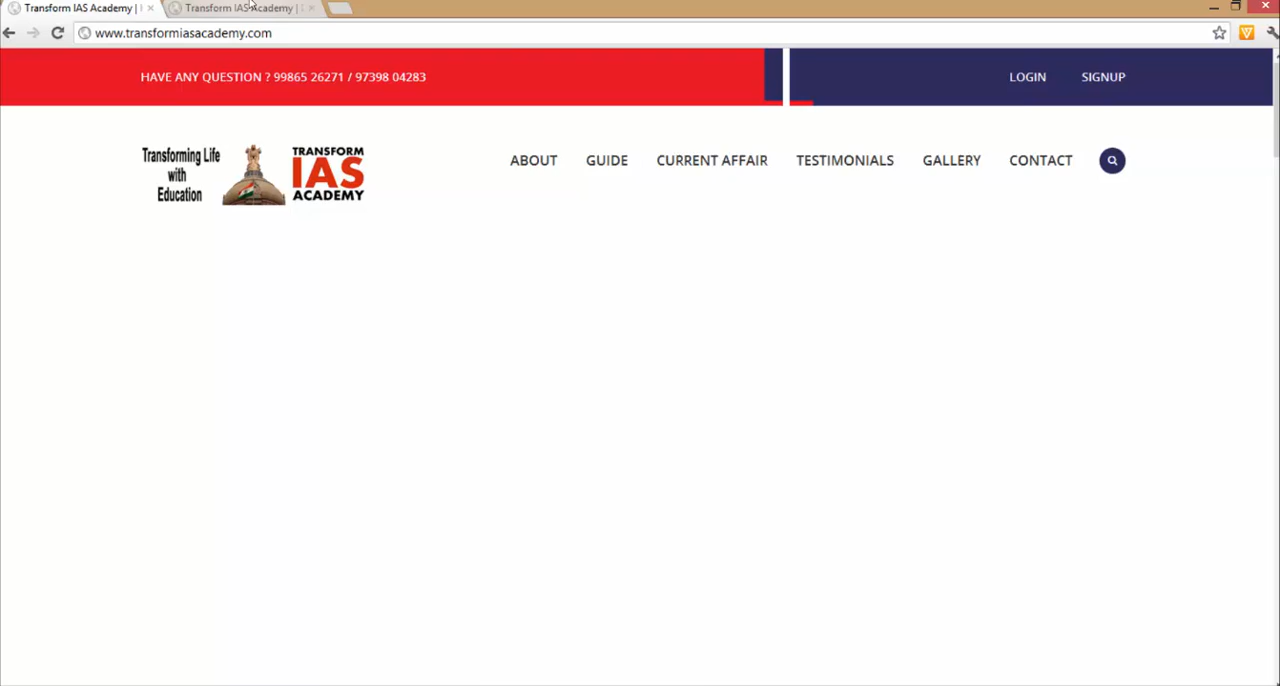 Transform IAS Academy |
Transform IAS Academy |
www.transformiasacademy.com
HAVE ANY QUESTION ? 99865 26271 / 97398 04283
LOGIN SIGNUP
Transforming Life
with
Education
TRANSFORM
IAS
ACADEMY
ABOUT GUIDE CURRENT AFFAIR TESTIMONIALS GALLERY CONTACT